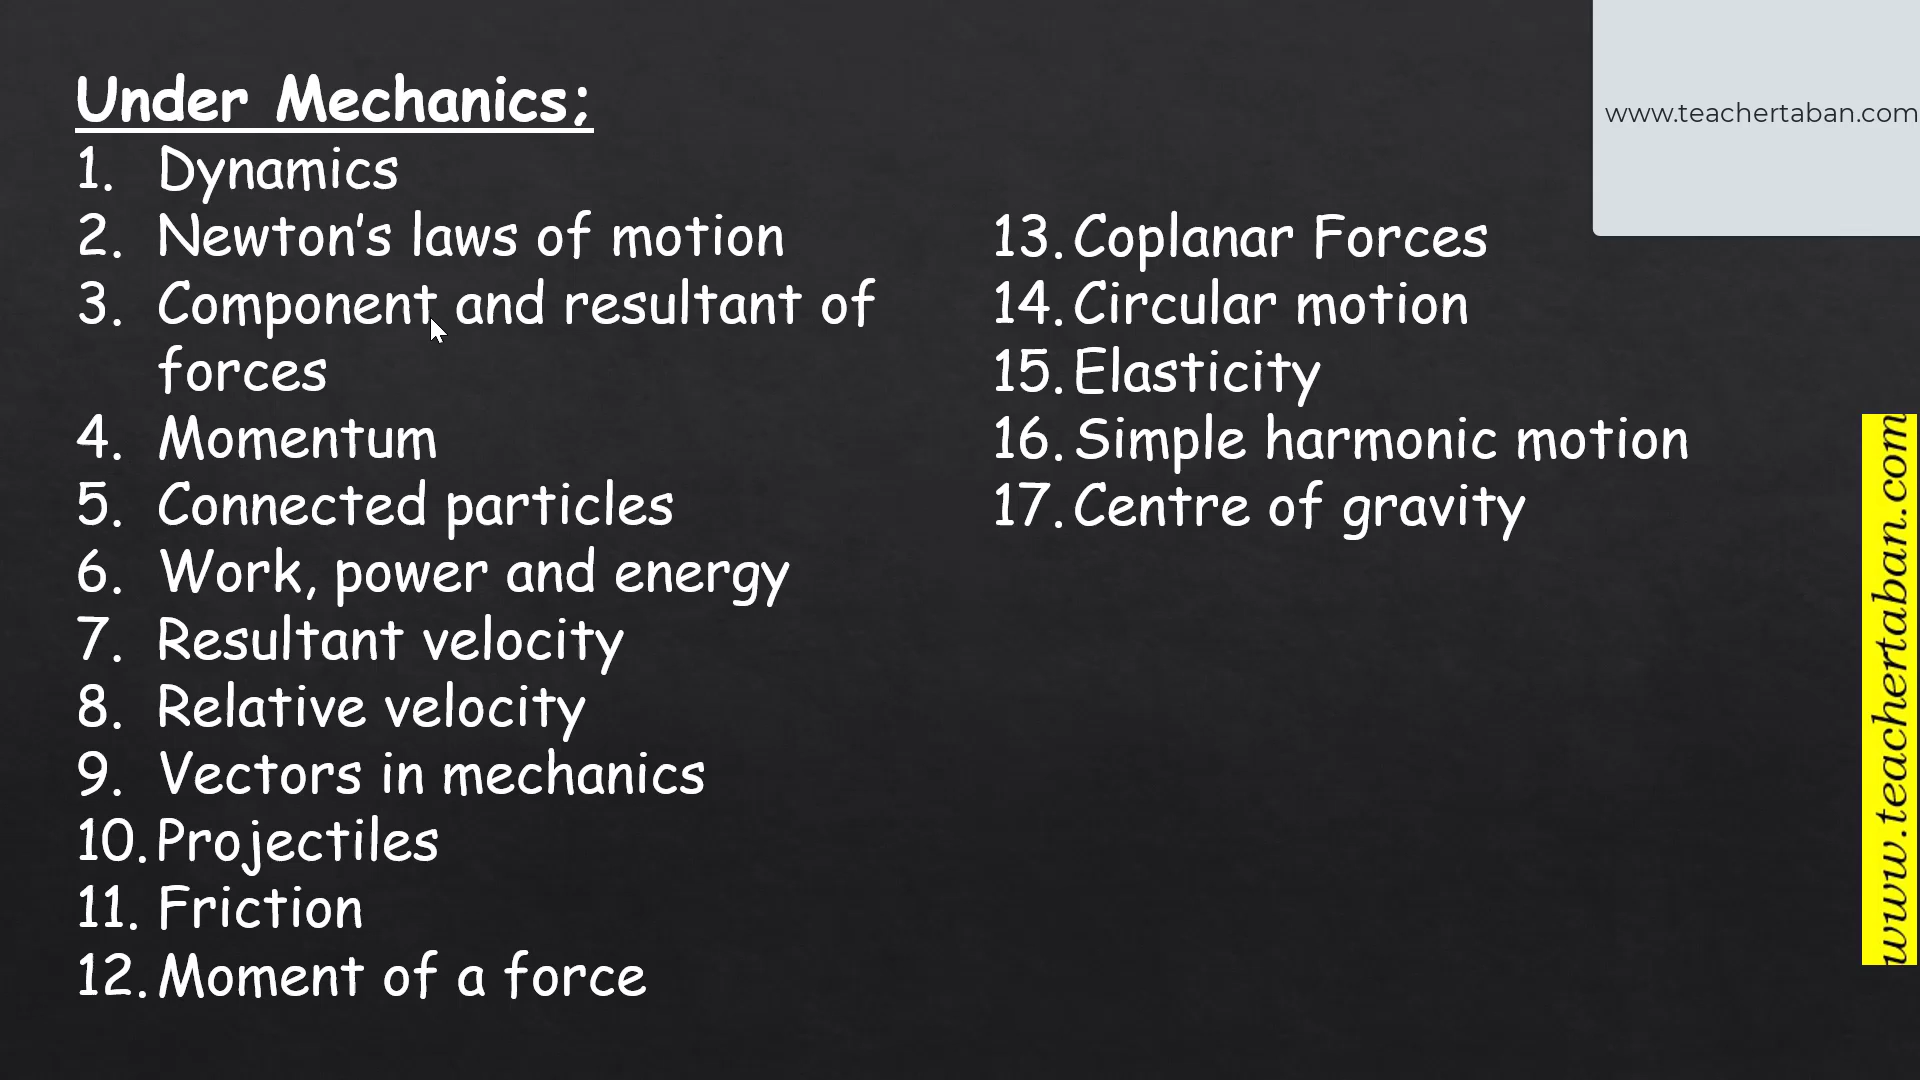 Under Mechanics;
1. Dynamics
2. Newton's laws of motion
3. Component and resultant of
forces
4. Momentum
5. Connected particles
6. Work, power and energy
7. Resultant velocity
8. Relative velocity
9. Vectors in mechanics
10. Projectiles
11. Friction
12. Moment of a force
13. Coplanar Forces
14. Circular motion
15. Elasticity
16. Simple harmonic motion
17. Centre of gravity
www.teachertaban.com
www.teachertaban.com